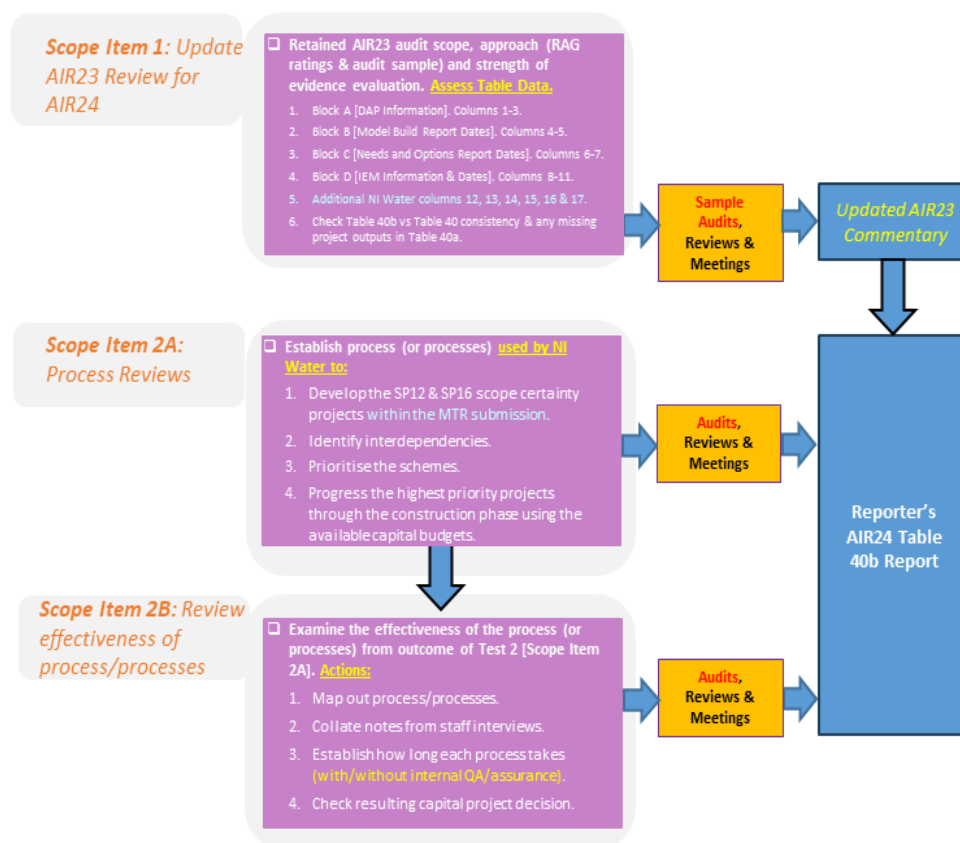 Scope Item 1: Update
AIR23 Review for
AIR24
❑ Retained AIR23 audit scope, approach (RAG
ratings & audit sample) and strength of
evidence evaluation. Assess Table Data.
1. Block A [DAP Information]. Columns 1-3.
2. Block B [Model Build Report Dates]. Columns 4-5.
3. Block C [Needs and Options Report Dates]. Columns 6-7.
4. Block D [IEM Information & Dates]. Columns 8-11.
5. Additional NI Water columns 12, 13, 14, 15, 16 & 17.
6. Check Table 40b vs Table 40 consistency & any missing
project outputs in Table 40a.
Sample
Audits,
Reviews &
Meetings
Updated AIR23
Commentary
Scope Item 2A:
Process Reviews
❑ Establish process (or processes) used by NI
Water to:
1. Develop the SP12 & SP16 scope certainty
projects within the MTR submission.
2. Identify interdependencies.
3. Prioritise the schemes.
4. Progress the highest priority projects
through the construction phase using the
available capital budgets.
Audits,
Reviews &
Meetings
Reporter's
AIR24 Table
40b Report
Scope Item 2B: Review
effectiveness of
process/processes
❑ Examine the effectiveness of the process (or
processes) from outcome of Test 2 [Scope Item
2A]. Actions:
1. Map out process/processes.
2. Collate notes from staff interviews.
3. Establish how long each process takes
(with/without internal QA/assurance).
4. Check resulting capital project decision.
Audits,
Reviews &
Meetings